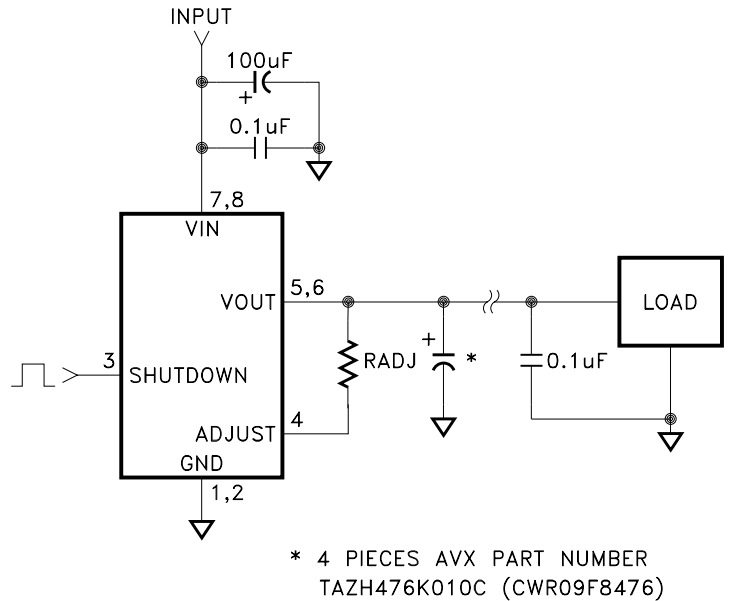 INPUT
100uF
+
0.1uF
7,8
VIN
5,6
VOUT
LOAD
+
3
SHUTDOWN
RADJ
*
0.1uF
4
ADJUST
GND
1,2
* 4 PIECES AVX PART NUMBER
TAZH476K010C (CWR09F8476)